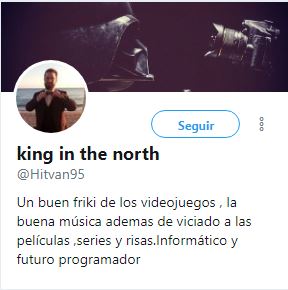 Seguir
king in the north
@Hitvan95
Un buen friki de los videojuegos , la
buena música ademas de viciado a las
películas ,series y risas.Informático y
futuro programador